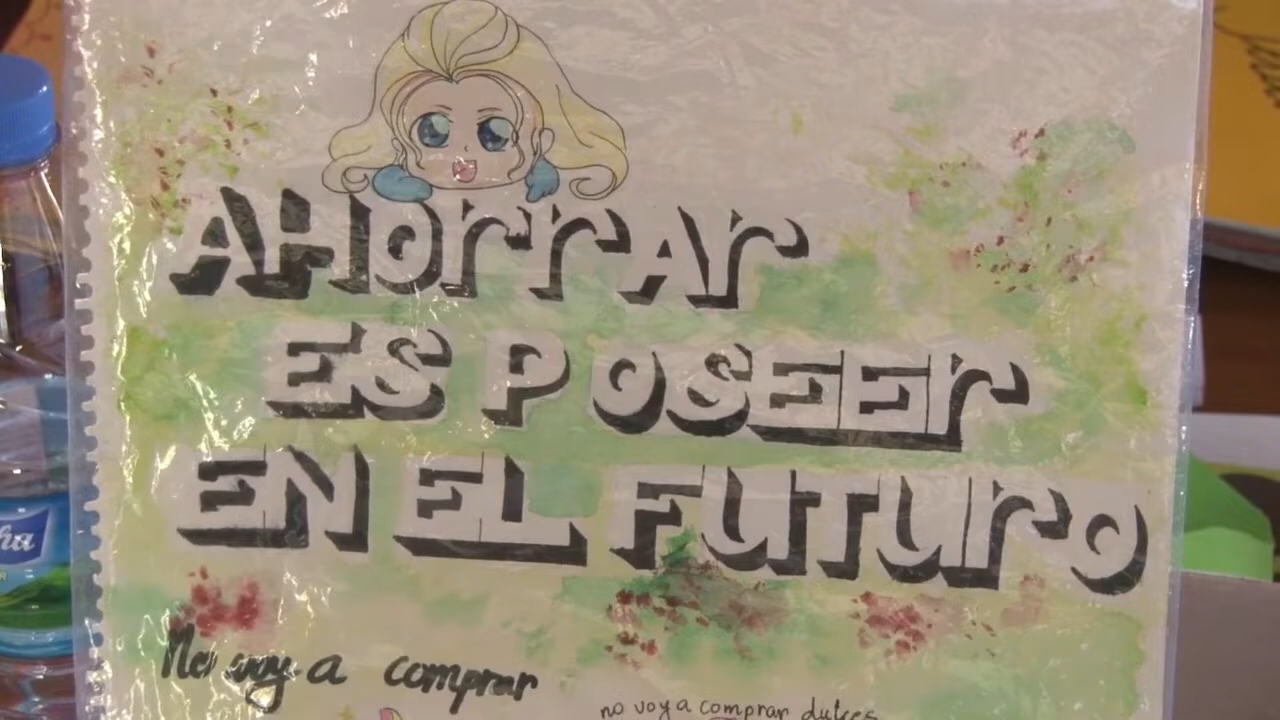 AHOrrAr
ES POSEEr
EN EL FUTUrO
No voy a comprar
no voy a comprar dulces